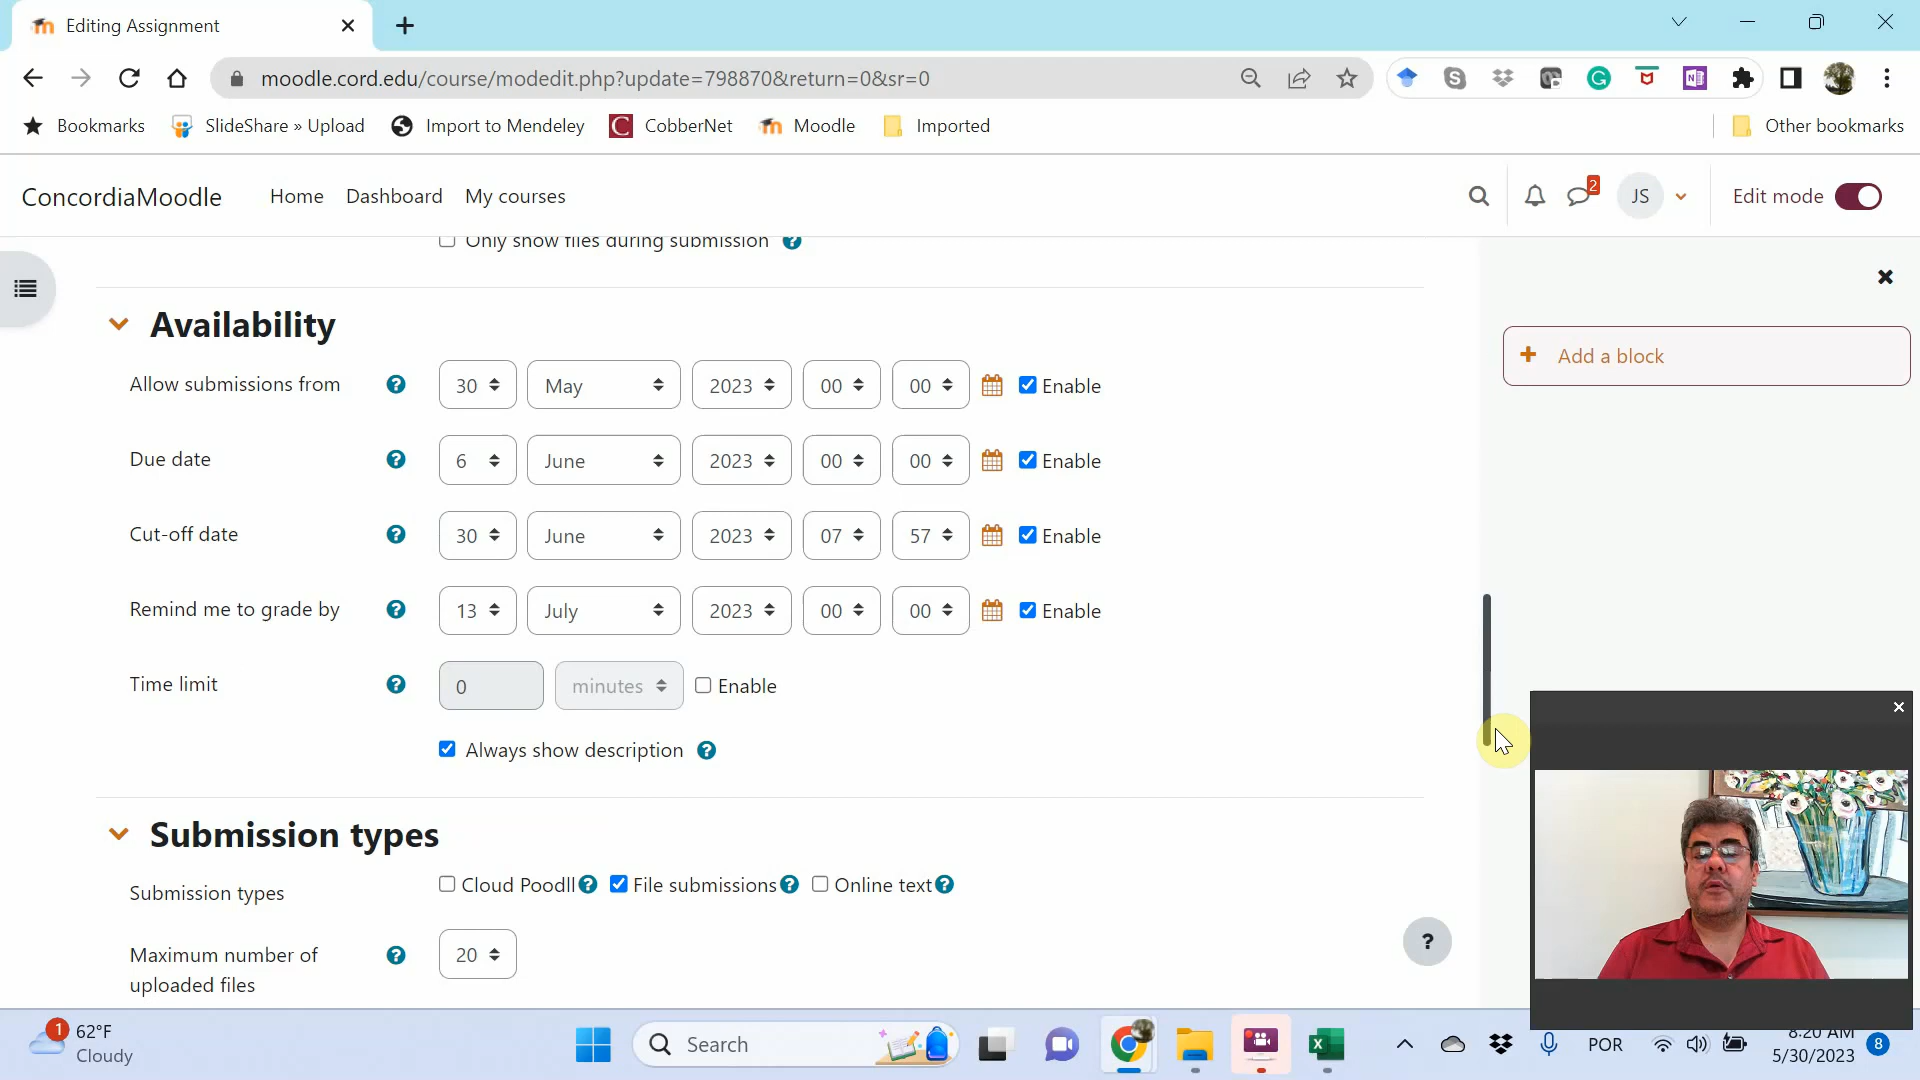 Editing Assignment
moodle.cord.edu/course/modedit.php?update=798870&return=0&sr=0
Bookmarks SlideShare » Upload Import to Mendeley CobberNet Moodle Imported Other bookmarks
ConcordiaMoodle Home Dashboard My courses 2 JS Edit mode
Only show files during submission ?
Availability
Add a block
Allow submissions from ? 30 May 2023 00 00 Enable
Due date ? 6 June 2023 00 00 Enable
Cut-off date ? 30 June 2023 07 57 Enable
Remind me to grade by ? 13 July 2023 00 00 Enable
Time limit ? 0 minutes Enable
Always show description ?
Submission types
Submission types Cloud Poodll ? File submissions ? Online text ?
Maximum number of uploaded files ? 20
?
1 62°F
Cloudy
Search
POR
8:20 AM
5/30/2023 8